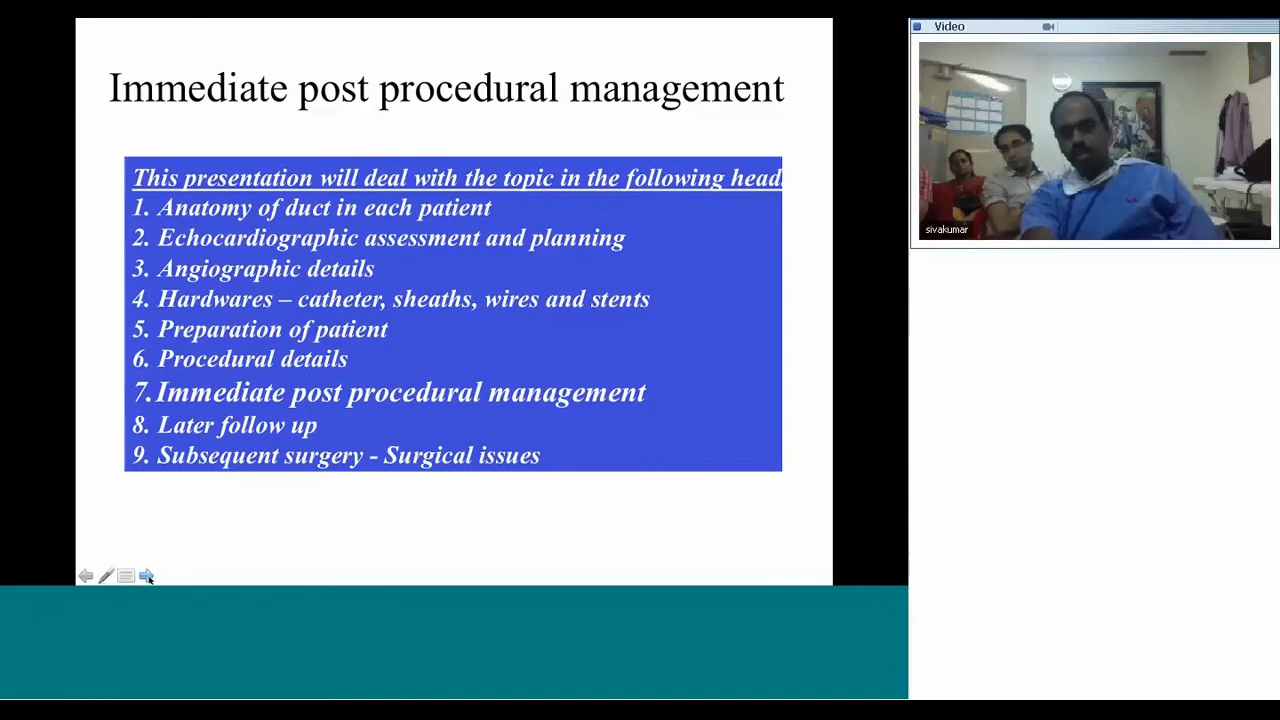 Immediate post procedural management
This presentation will deal with the topic in the following head
1. Anatomy of duct in each patient
2. Echocardiographic assessment and planning
3. Angiographic details
4. Hardwares – catheter, sheaths, wires and stents
5. Preparation of patient
6. Procedural details
7. Immediate post procedural management
8. Later follow up
9. Subsequent surgery - Surgical issues
Video
sivakumar